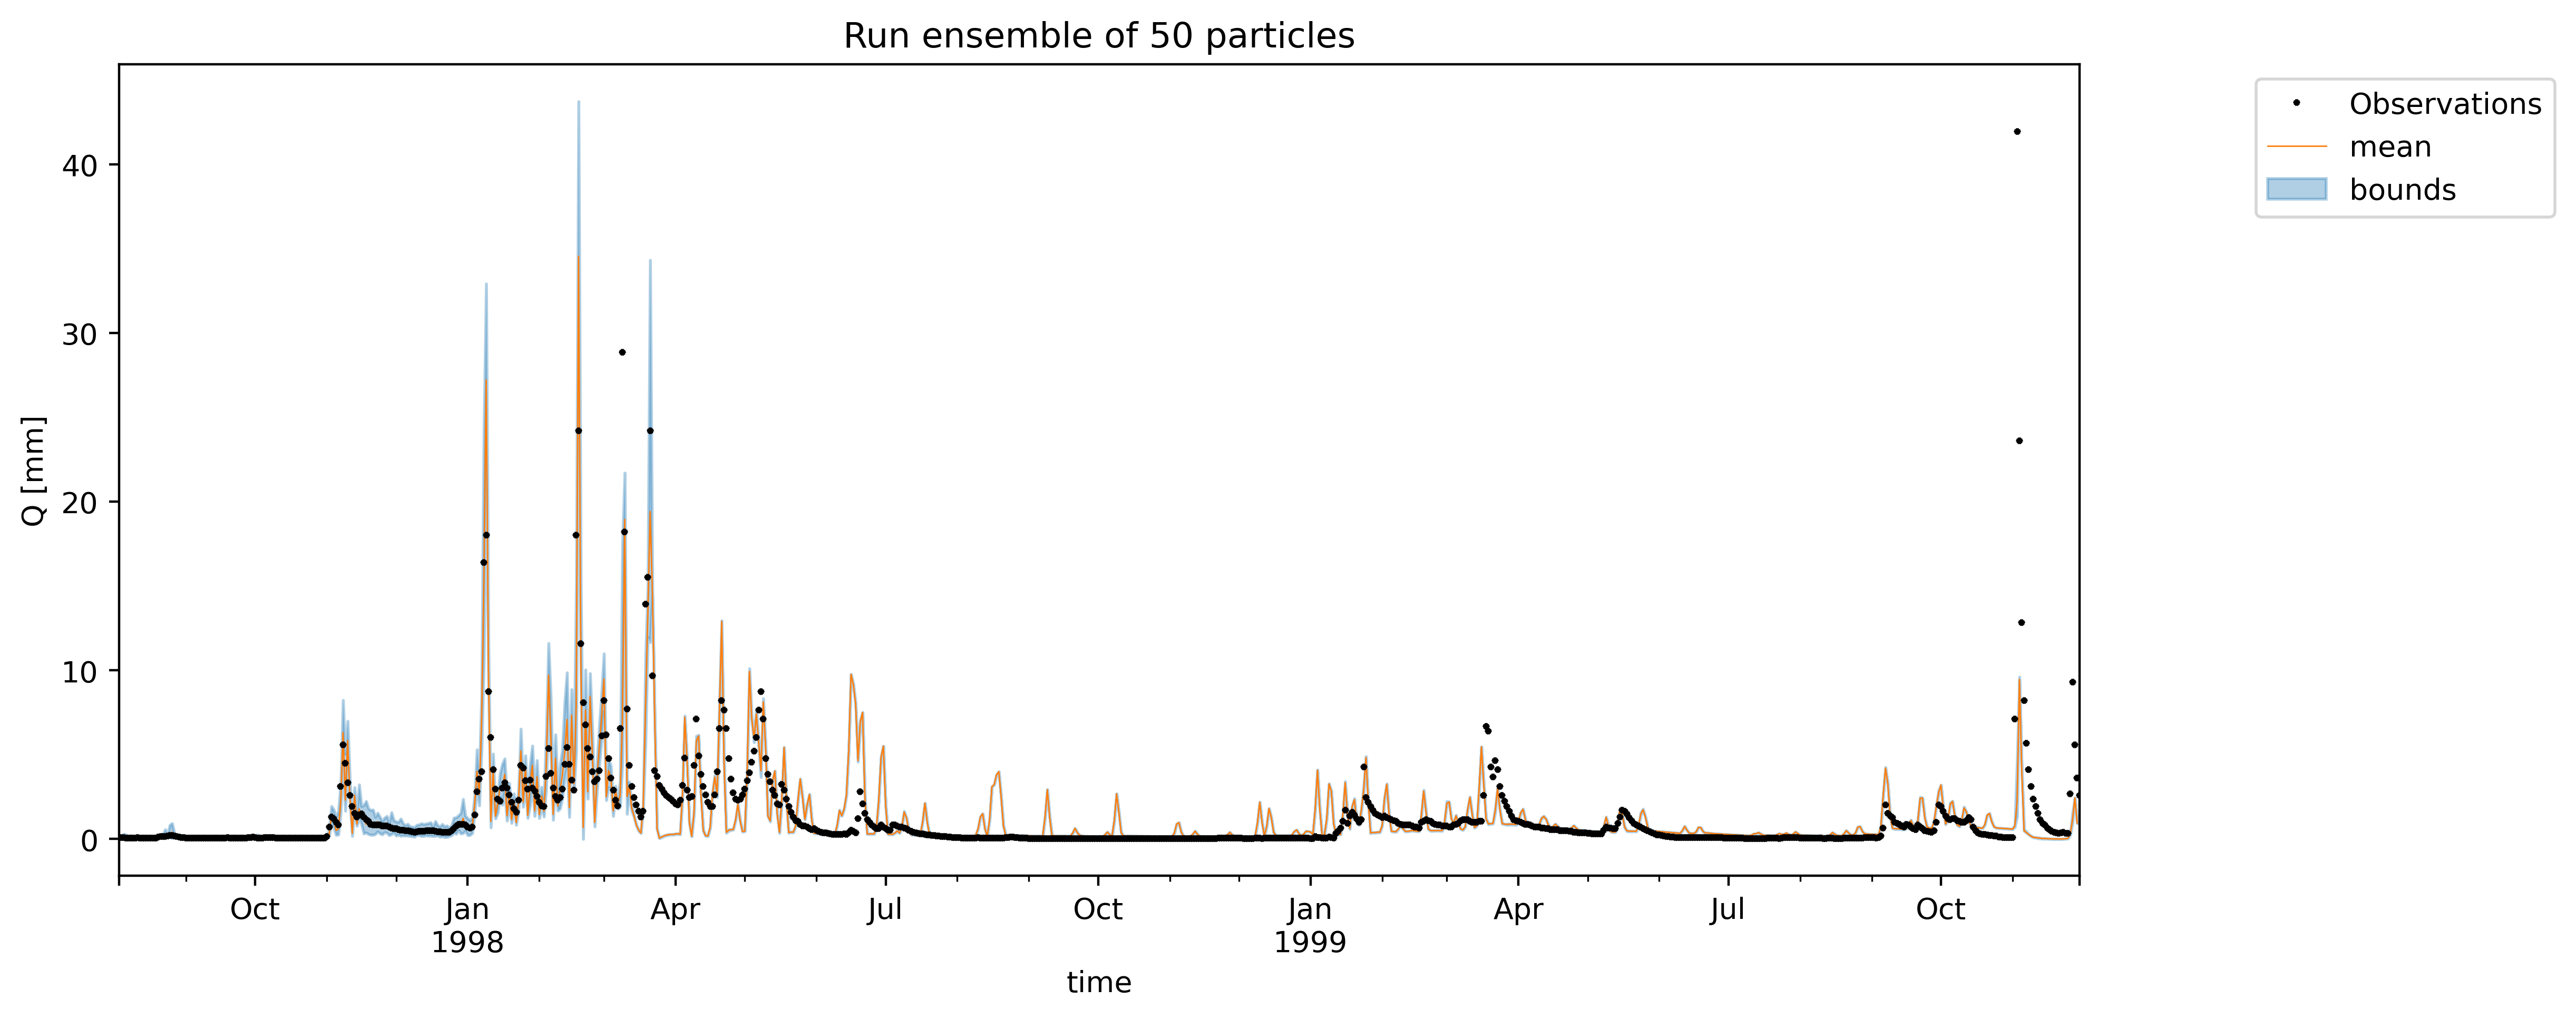 Run ensemble of 50 particles
Observations
mean
bounds
Q [mm]
40
30
20
10
0
Oct
Jan
1998
Apr
Jul
Oct
Jan
1999
Apr
Jul
Oct
time